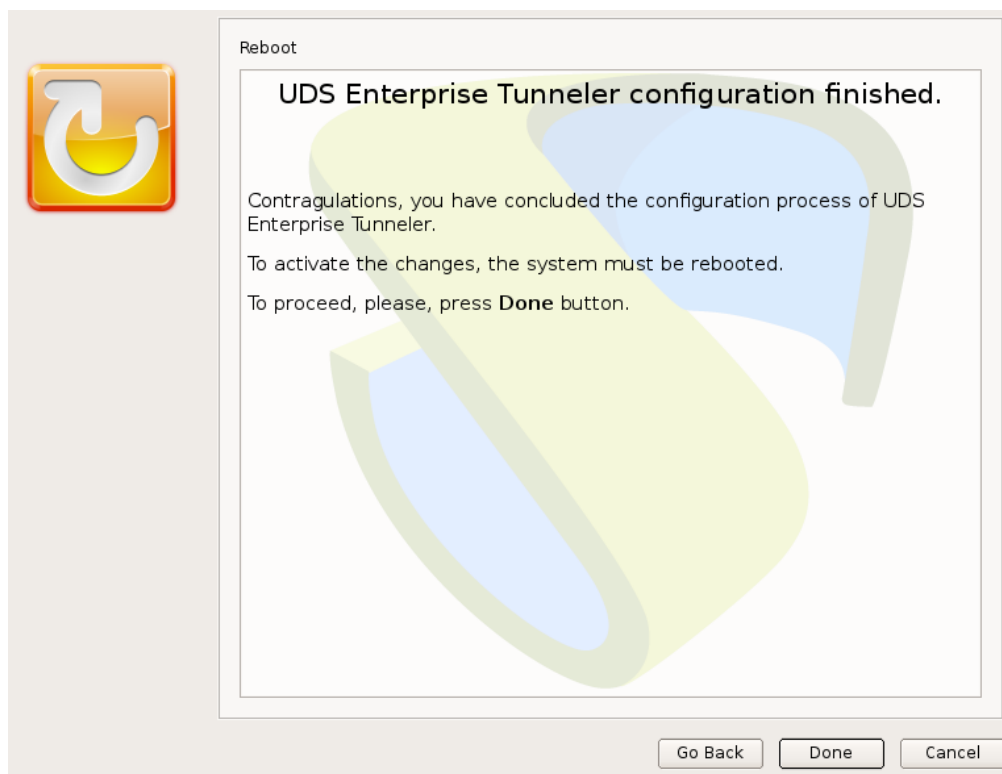 Reboot
UDS Enterprise Tunneler configuration finished.
Contragulations, you have concluded the configuration process of UDS
Enterprise Tunneler.
To activate the changes, the system must be rebooted.
To proceed, please, press Done button.
Go Back
Done
Cancel